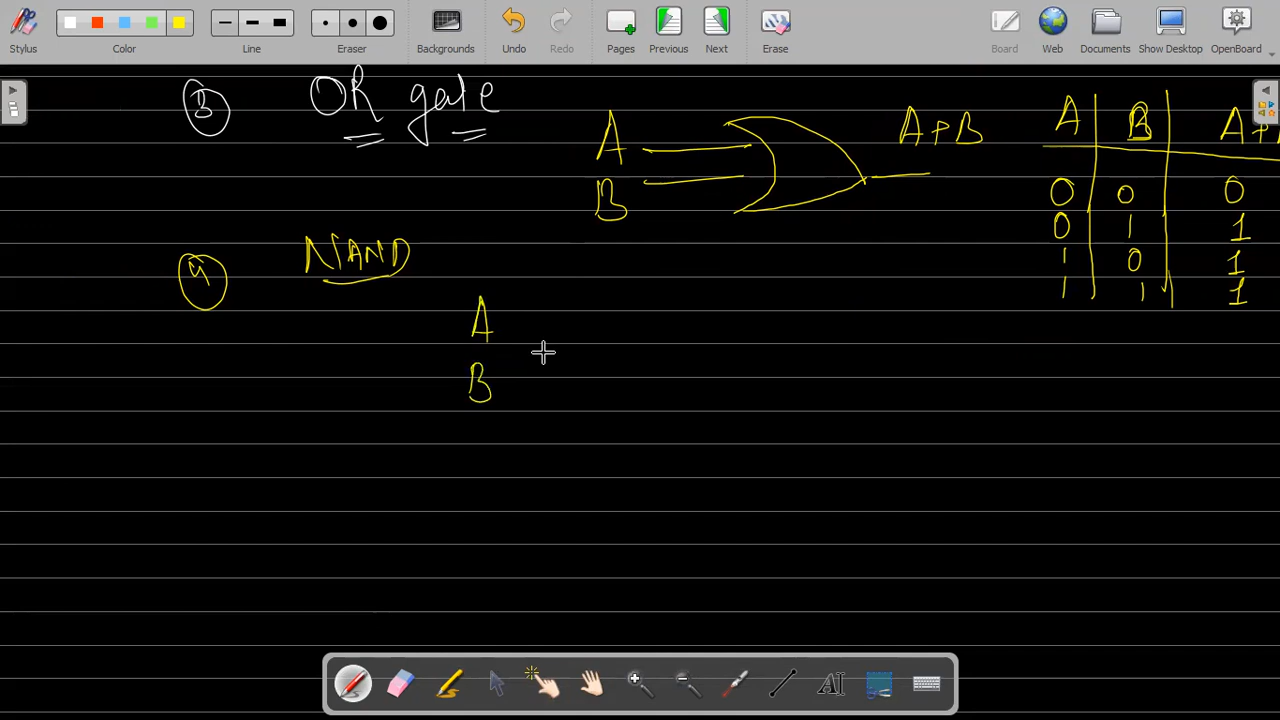 Stylus Color Line Eraser Backgrounds Undo Redo Pages Previous Next Erase Board Web Documents Show Desktop OpenBoard
3 OR gate
A B A+B
A B A+
0 0 0
0 1 1
1 0 1
1 1 1
4 NAND
A
B